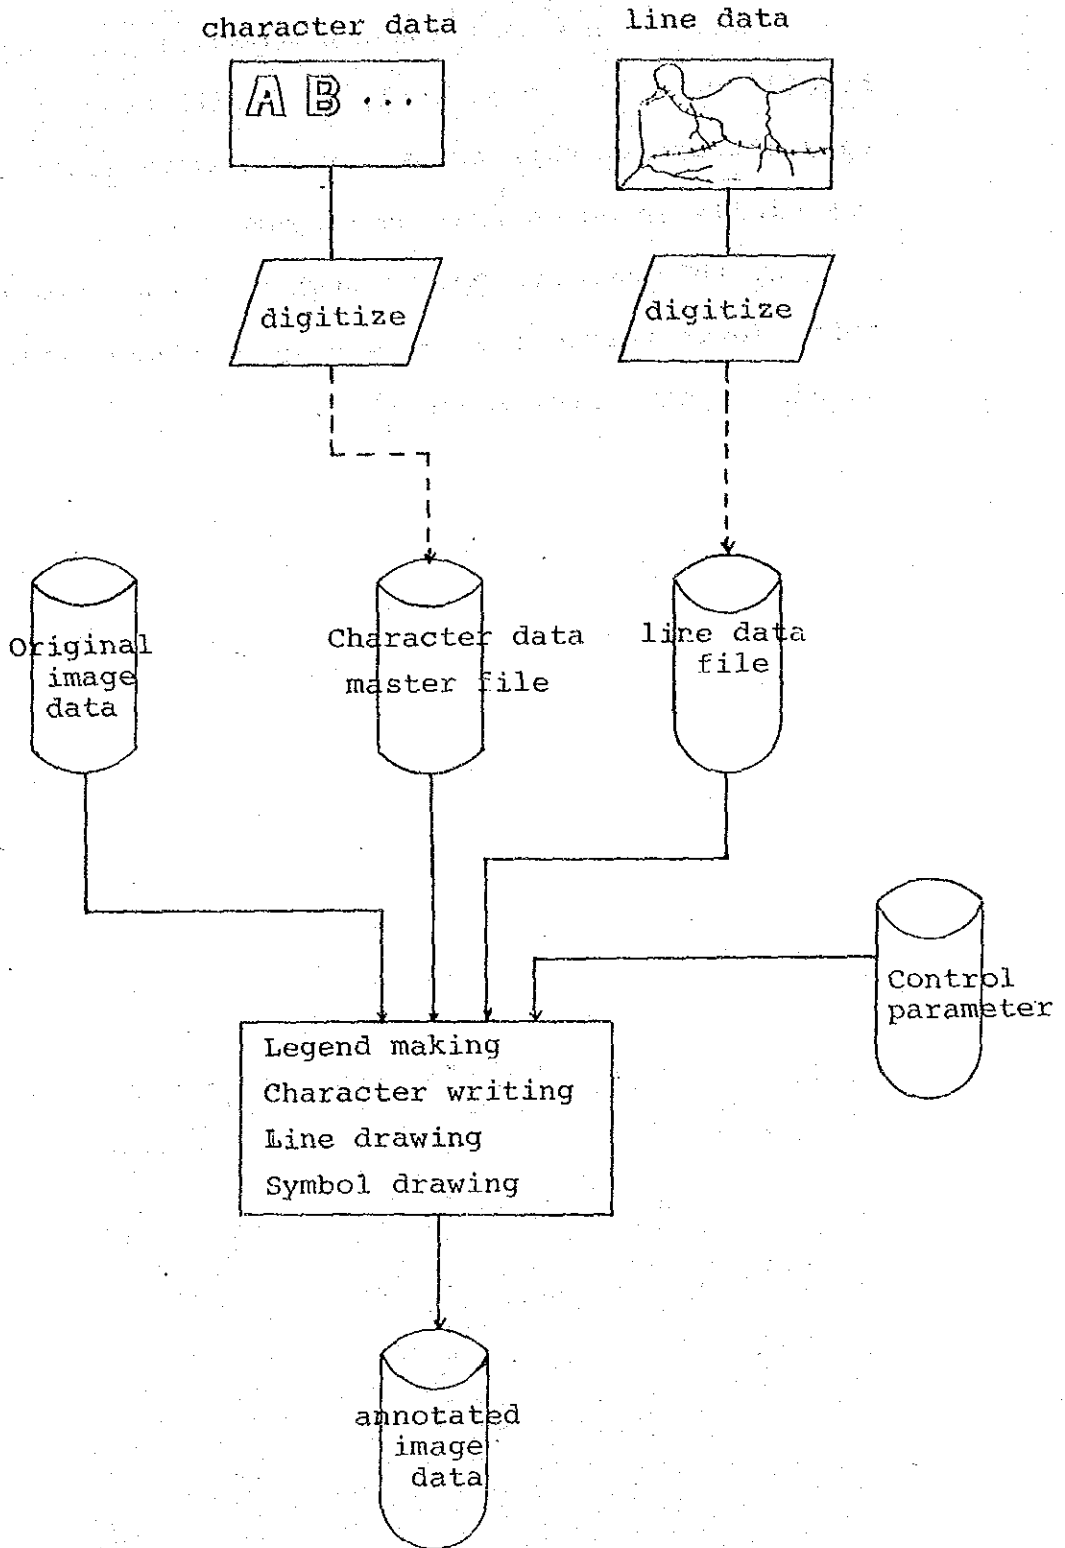 character data
line data
A B ...
digitize
digitize
Original
image
data
Character data
master file
line data
file
Control
parameter
Legend making
Character writing
Line drawing
Symbol drawing
annotated
image
data